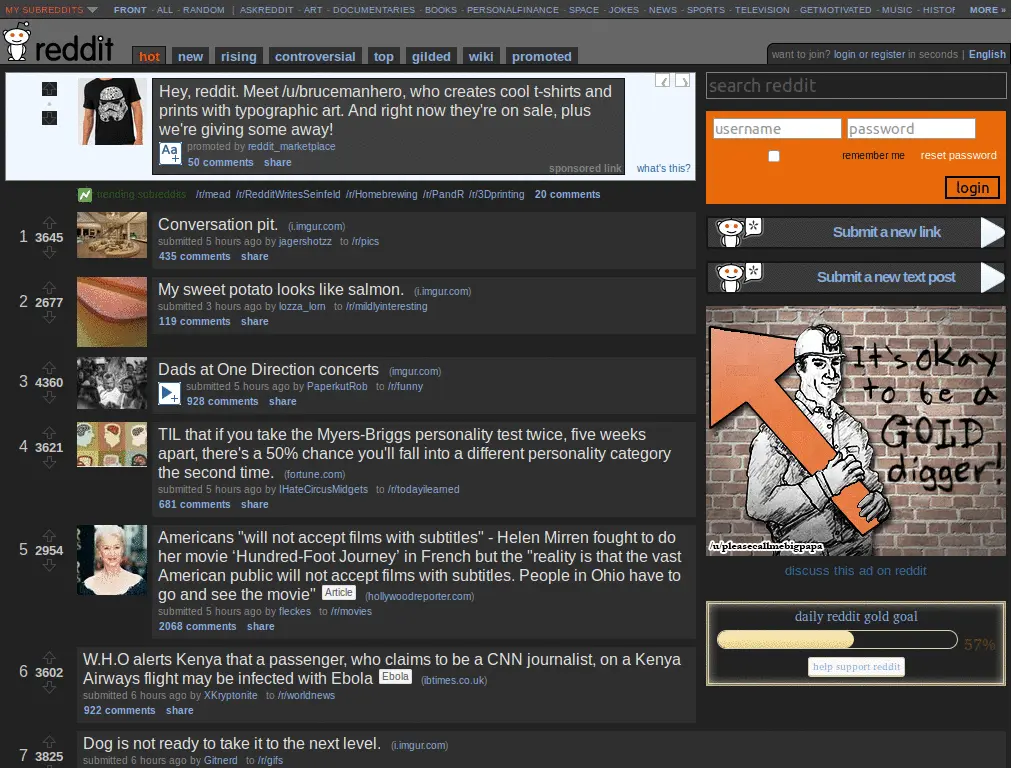 MY SUBREDDITS FRONT - ALL - RANDOM | ASKREDDIT - ART - DOCUMENTARIES - BOOKS - PERSONALFINANCE - SPACE - JOKES - NEWS - SPORTS - TELEVISION - GETMOTIVATED - MUSIC - HISTOR MORE »
reddit hot new rising controversial top gilded wiki promoted
want to join? login or register in seconds | English
Hey, reddit. Meet /u/brucemanhero, who creates cool t-shirts and
prints with typographic art. And right now they're on sale, plus
we're giving some away!
Aa+
promoted by reddit_marketplace
50 comments share
sponsored link what's this?
trending subreddits /r/mead /r/RedditWritesSeinfeld /r/Homebrewing /r/PandR /r/3Dprinting 20 comments
1 3645
Conversation pit. (i.imgur.com)
submitted 5 hours ago by jagershotzz to /r/pics
435 comments share
2 2677
My sweet potato looks like salmon. (i.imgur.com)
submitted 3 hours ago by lozza_lorn to /r/mildlyinteresting
119 comments share
3 4360
Dads at One Direction concerts (imgur.com)
submitted 5 hours ago by PaperkutRob to /r/funny
928 comments share
4 3621
TIL that if you take the Myers-Briggs personality test twice, five weeks
apart, there's a 50% chance you'll fall into a different personality category
the second time. (fortune.com)
submitted 5 hours ago by IHateCircusMidgets to /r/todayilearned
681 comments share
5 2954
Americans "will not accept films with subtitles" - Helen Mirren fought to do
her movie ‘Hundred-Foot Journey’ in French but the "reality is that the vast
American public will not accept films with subtitles. People in Ohio have to
go and see the movie" Article (hollywoodreporter.com)
submitted 5 hours ago by fleckes to /r/movies
2068 comments share
6 3602
W.H.O alerts Kenya that a passenger, who claims to be a CNN journalist, on a Kenya
Airways flight may be infected with Ebola Ebola (ibtimes.co.uk)
submitted 6 hours ago by XKryptonite to /r/worldnews
922 comments share
7 3825
Dog is not ready to take it to the next level. (i.imgur.com)
submitted 6 hours ago by Gitnerd to /r/gifs
search reddit
username password
remember me reset password
login
Submit a new link
Submit a new text post
It's okay
to be a
GOLD
digger!
/u/pleasecallmebigpapa
discuss this ad on reddit
daily reddit gold goal
57%
help support reddit